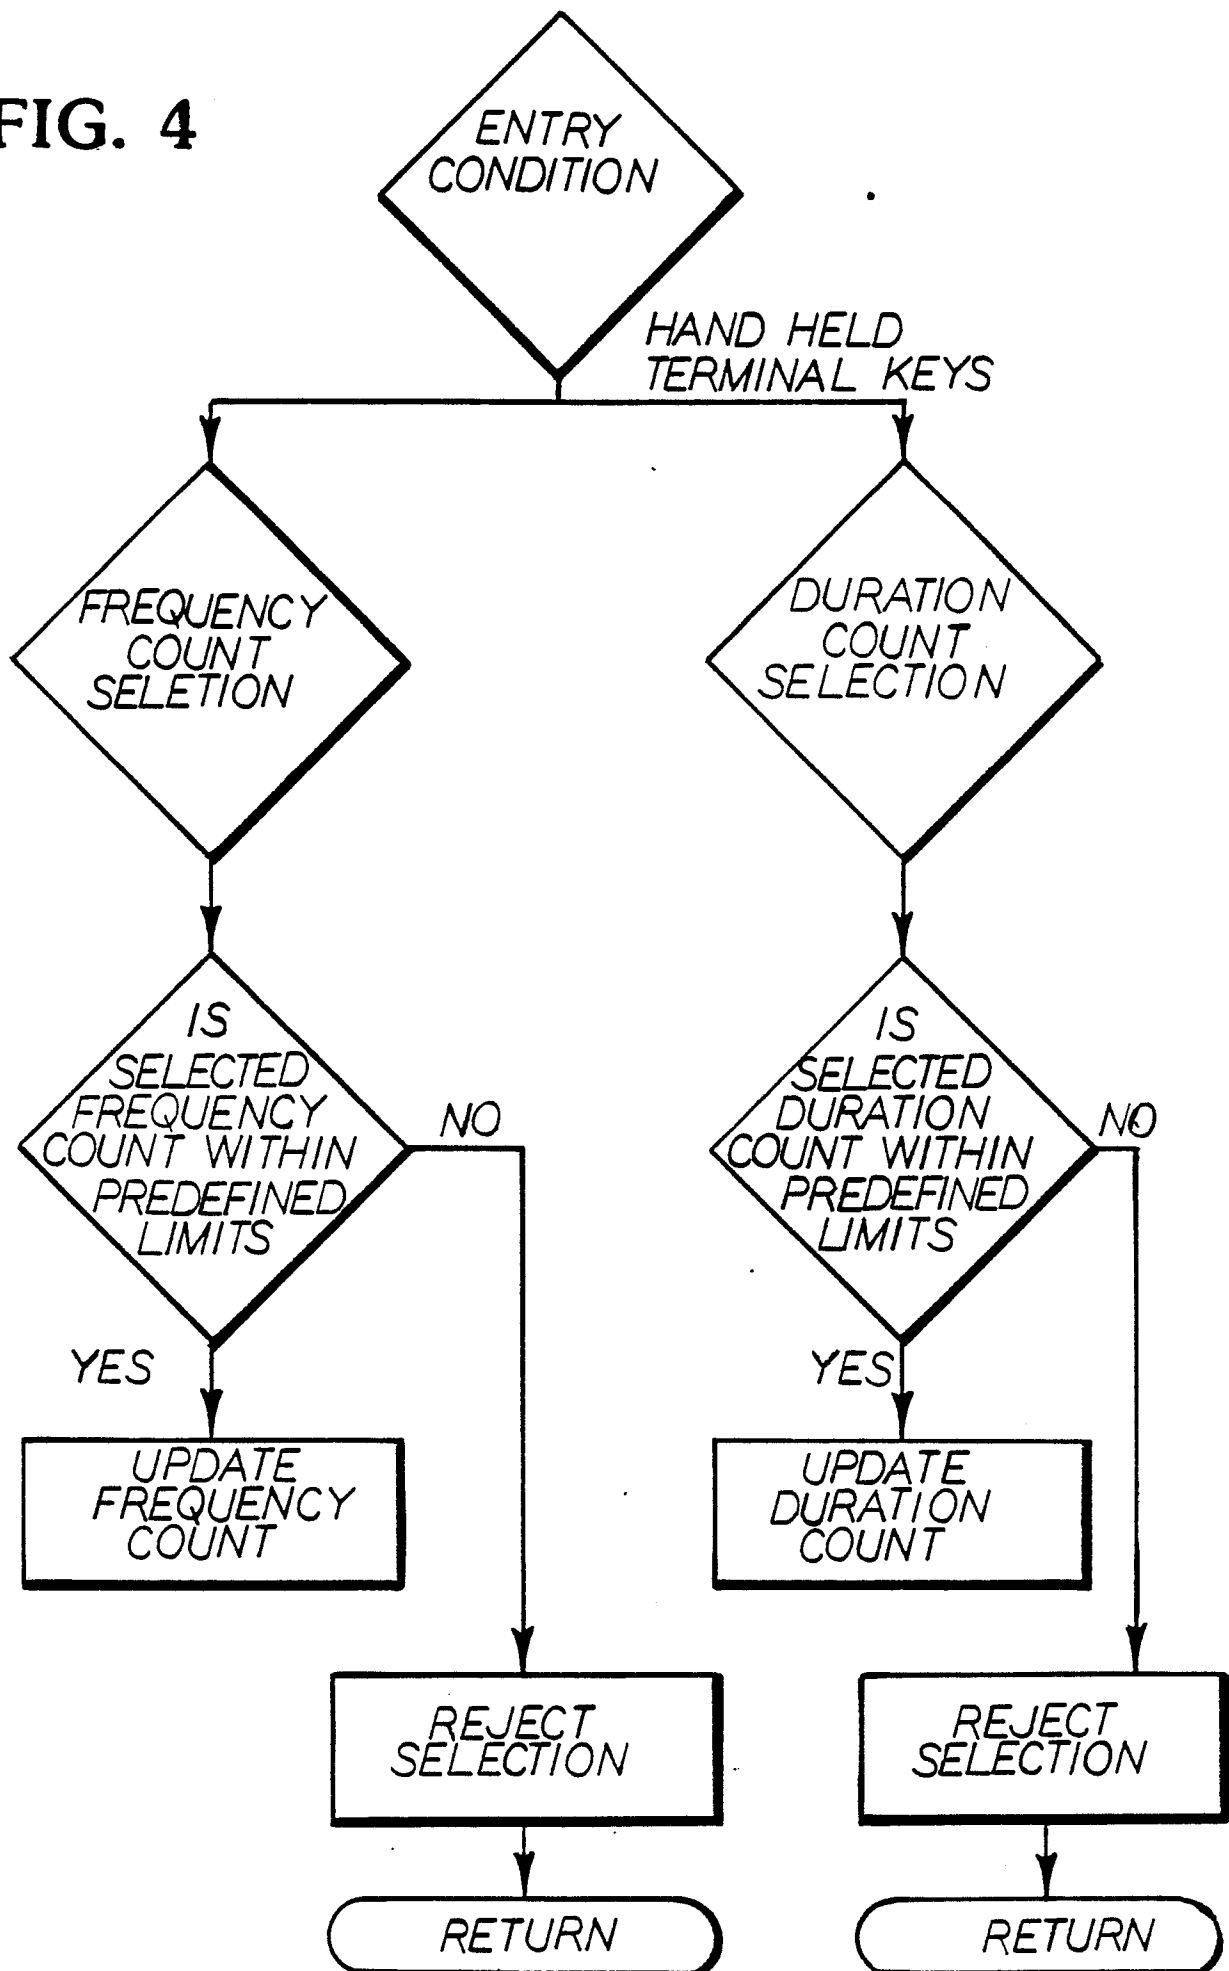 FIG. 4
ENTRY
CONDITION
HAND HELD
TERMINAL KEYS
FREQUENCY
COUNT
SELETION
DURATION
COUNT
SELECTION
IS
SELECTED
FREQUENCY
COUNT WITHIN
PREDEFINED
LIMITS
NO
IS
SELECTED
DURATION
COUNT WITHIN
PREDEFINED
LIMITS
NO
YES
YES
UPDATE
FREQUENCY
COUNT
UPDATE
DURATION
COUNT
REJECT
SELECTION
REJECT
SELECTION
RETURN
RETURN